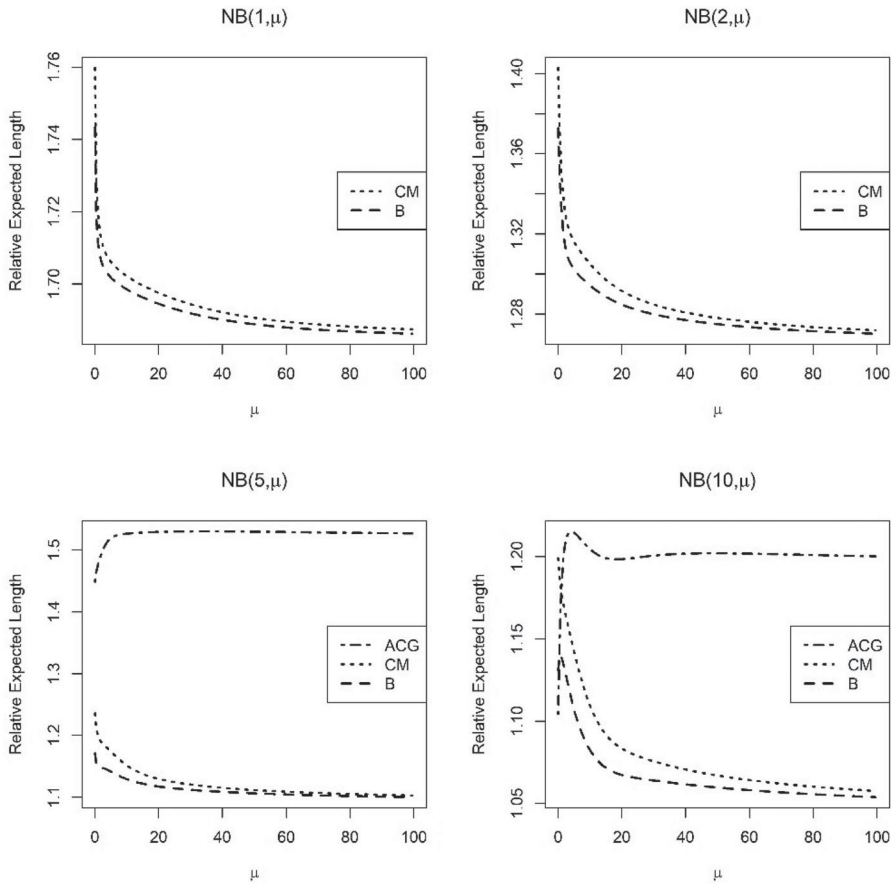 NB(1,μ)
Relative Expected Length
1.76
1.74
1.72
1.70
CM
B
0 20 40 60 80 100
μ
NB(2,μ)
Relative Expected Length
1.40
1.36
1.32
1.28
CM
B
0 20 40 60 80 100
μ
NB(5,μ)
Relative Expected Length
1.5
1.4
1.3
1.2
1.1
ACG
CM
B
0 20 40 60 80 100
μ
NB(10,μ)
Relative Expected Length
1.20
1.15
1.10
1.05
ACG
CM
B
0 20 40 60 80 100
μ